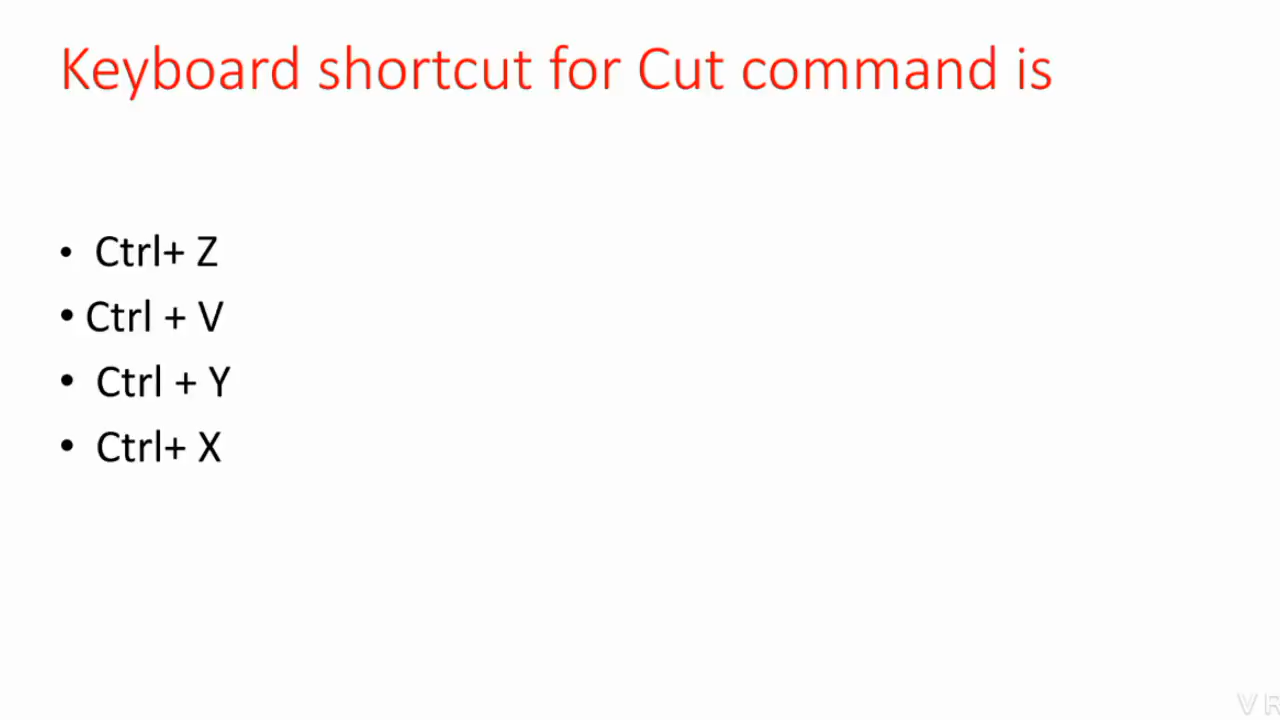 Keyboard shortcut for Cut command is
• Ctrl+ Z
• Ctrl + V
• Ctrl + Y
• Ctrl+ X
V R